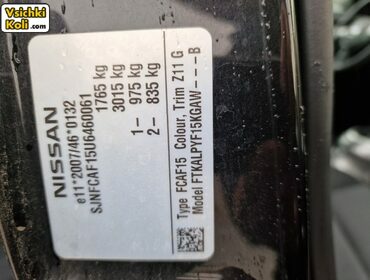 Vsichki
Koli.com
NISSAN
e11*2007/46*0132
SJNFCAF15U6460061
1765 kg
3015 kg
1- 975 kg
2- 835 kg
Type FCAF15 Colour, Trim Z11 G
Model FTKALPYF15KGAW---B